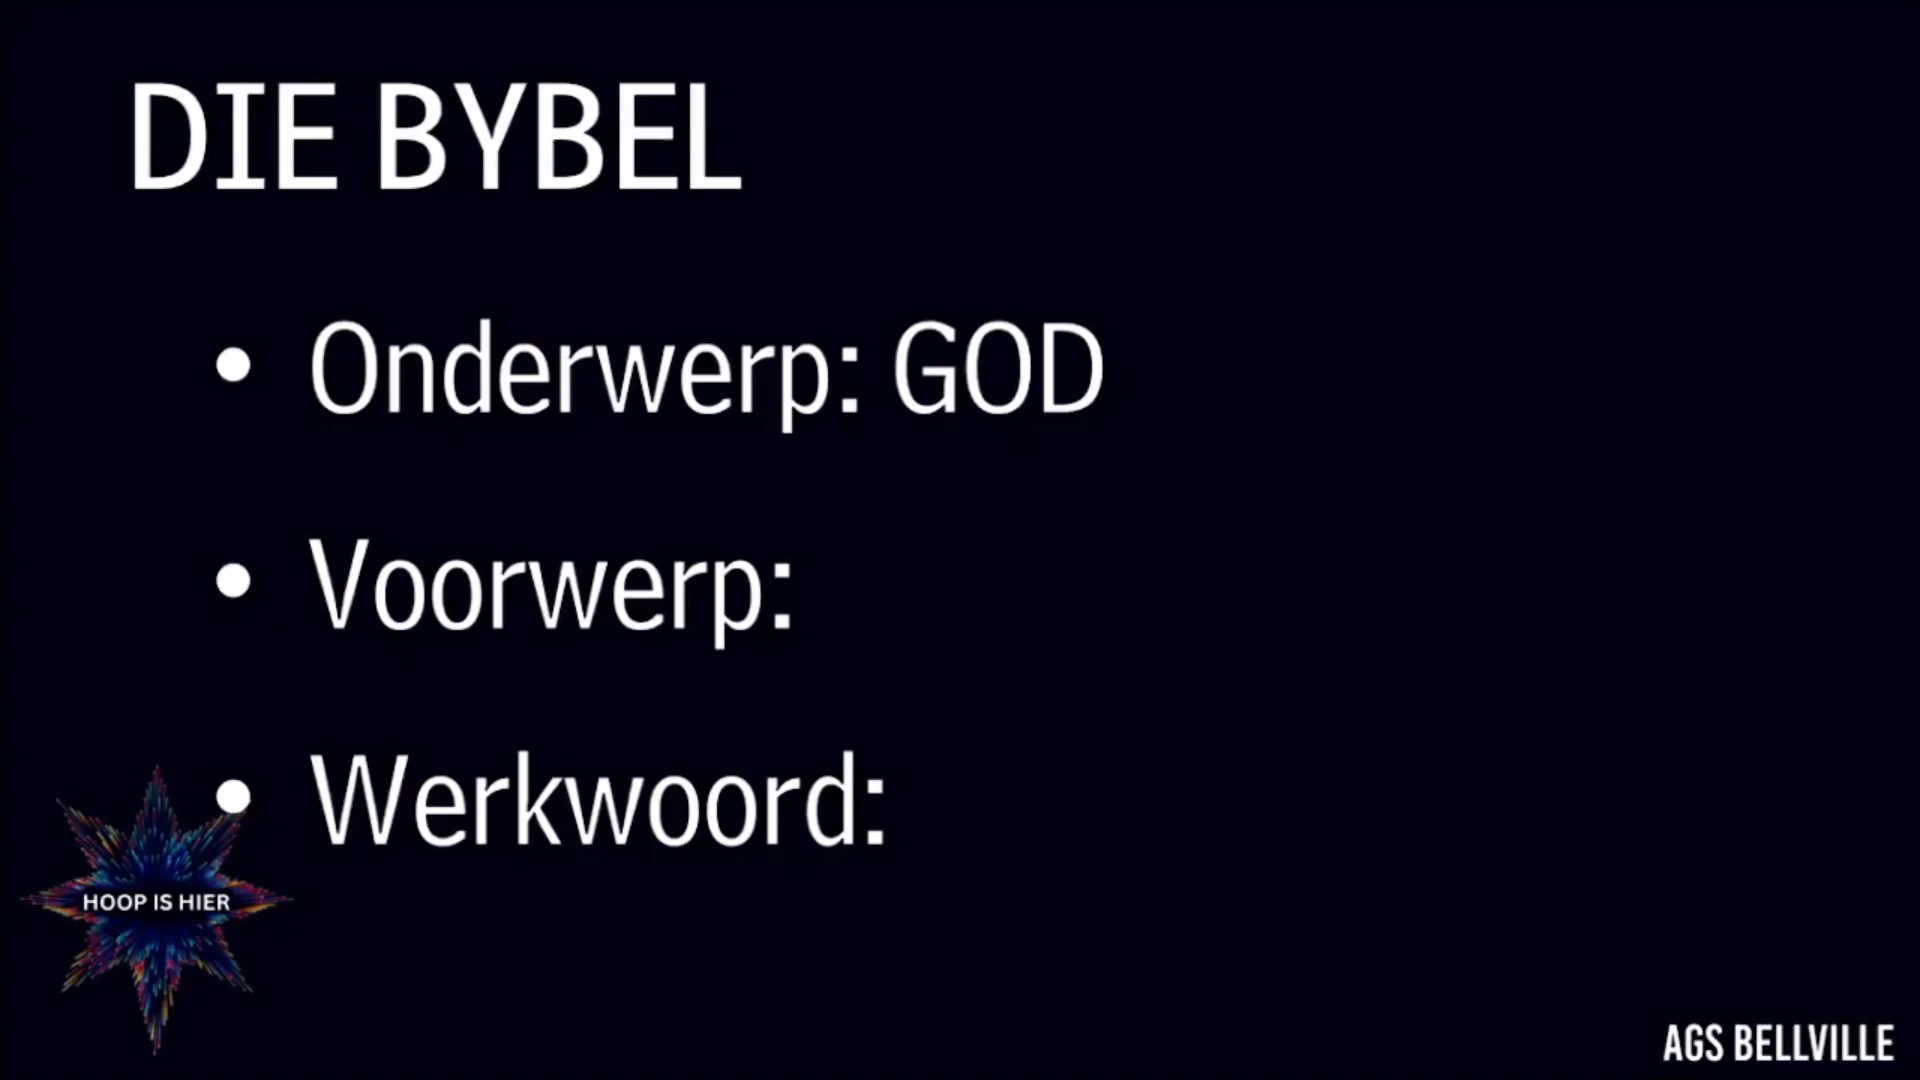 DIE BYBEL
• Onderwerp: GOD
• Voorwerp:
• Werkwoord:
HOOP IS HIER
AGS BELLVILLE